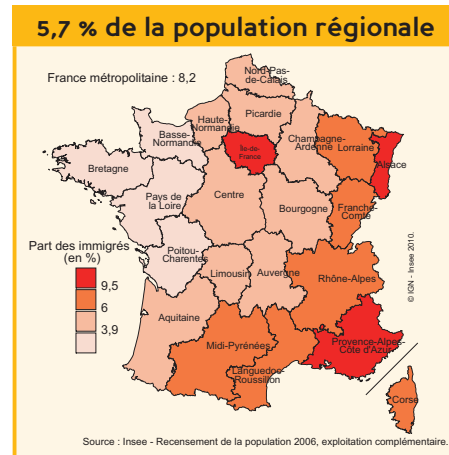 5,7 % de la population régionale
France métropolitaine : 8,2
Nord-Pas-
de-Calais
Haute-
Normandie
Picardie
Basse-
Normandie
Île-de-
France
Champagne-
Ardenne
Lorraine
Alsace
Bretagne
Pays de
la Loire
Centre
Bourgogne
Franche-
Comté
Part des immigrés
(en %)
9,5
6
3,9
Poitou-
Charentes
Limousin
Auvergne
Rhône-Alpes
© IGN - Insee 2010.
Aquitaine
Midi-Pyrénées
Languedoc-
Roussillon
Provence-Alpes-
Côte d'Azur
Corse
Source : Insee - Recensement de la population 2006, exploitation complémentaire.